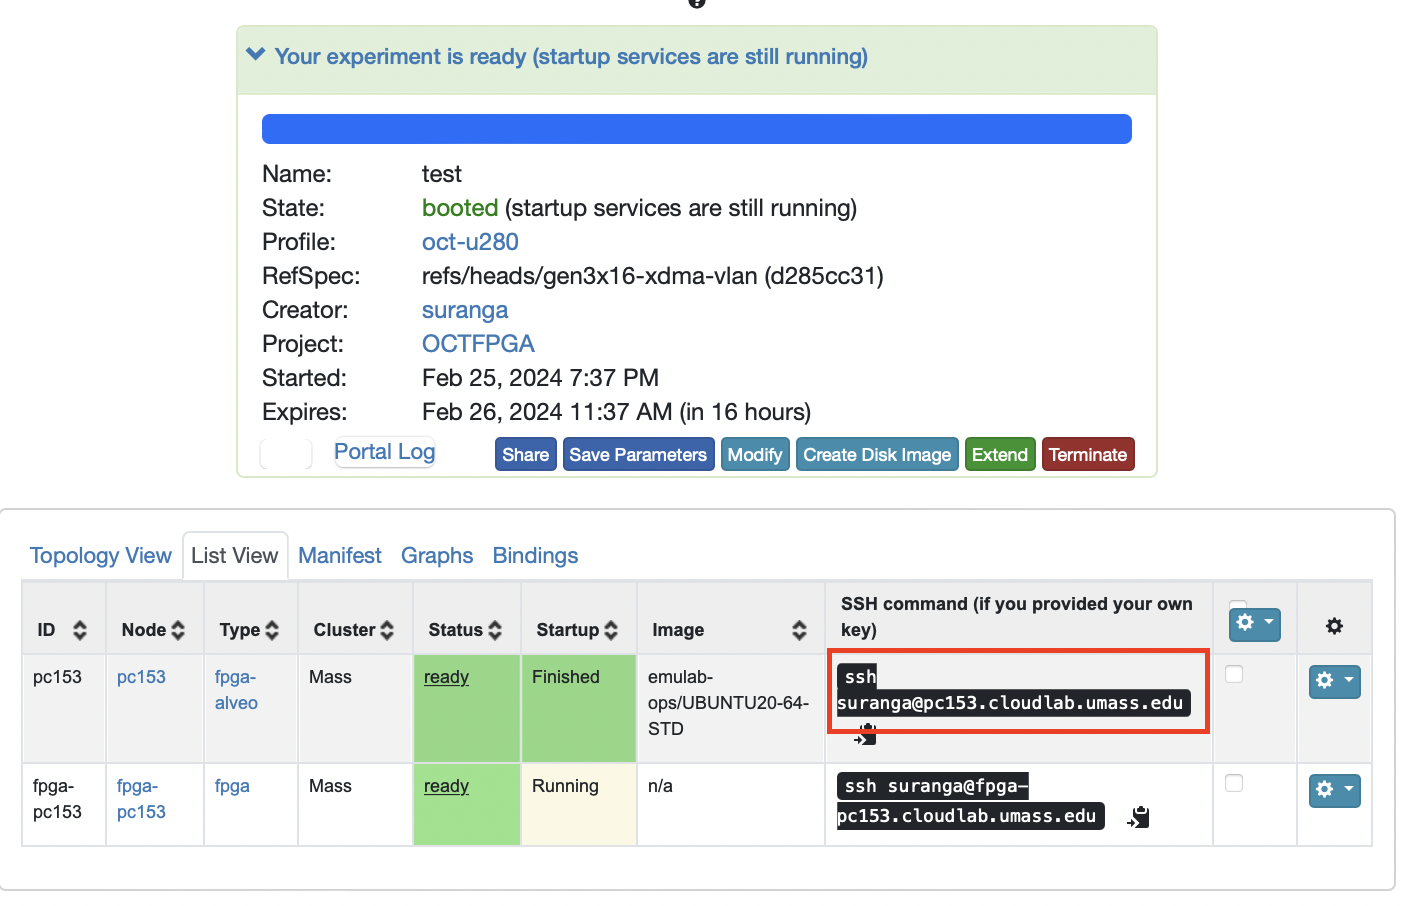 Your experiment is ready (startup services are still running)
Name: test
State: booted (startup services are still running)
Profile: oct-u280
RefSpec: refs/heads/gen3x16-xdma-vlan (d285cc31)
Creator: suranga
Project: OCTFPGA
Started: Feb 25, 2024 7:37 PM
Expires: Feb 26, 2024 11:37 AM (in 16 hours)
Portal Log Share Save Parameters Modify Create Disk Image Extend Terminate
Topology View List View Manifest Graphs Bindings
ID Node Type Cluster Status Startup Image SSH command (if you provided your own
key)
pc153 pc153 fpga- Mass ready Finished emulab- ssh
alveo ops/UBUNTU20-64- suranga@pc153.cloudlab.umass.edu
STD
fpga- fpga- fpga Mass ready Running n/a ssh suranga@fpga-
pc153 pc153 pc153.cloudlab.umass.edu